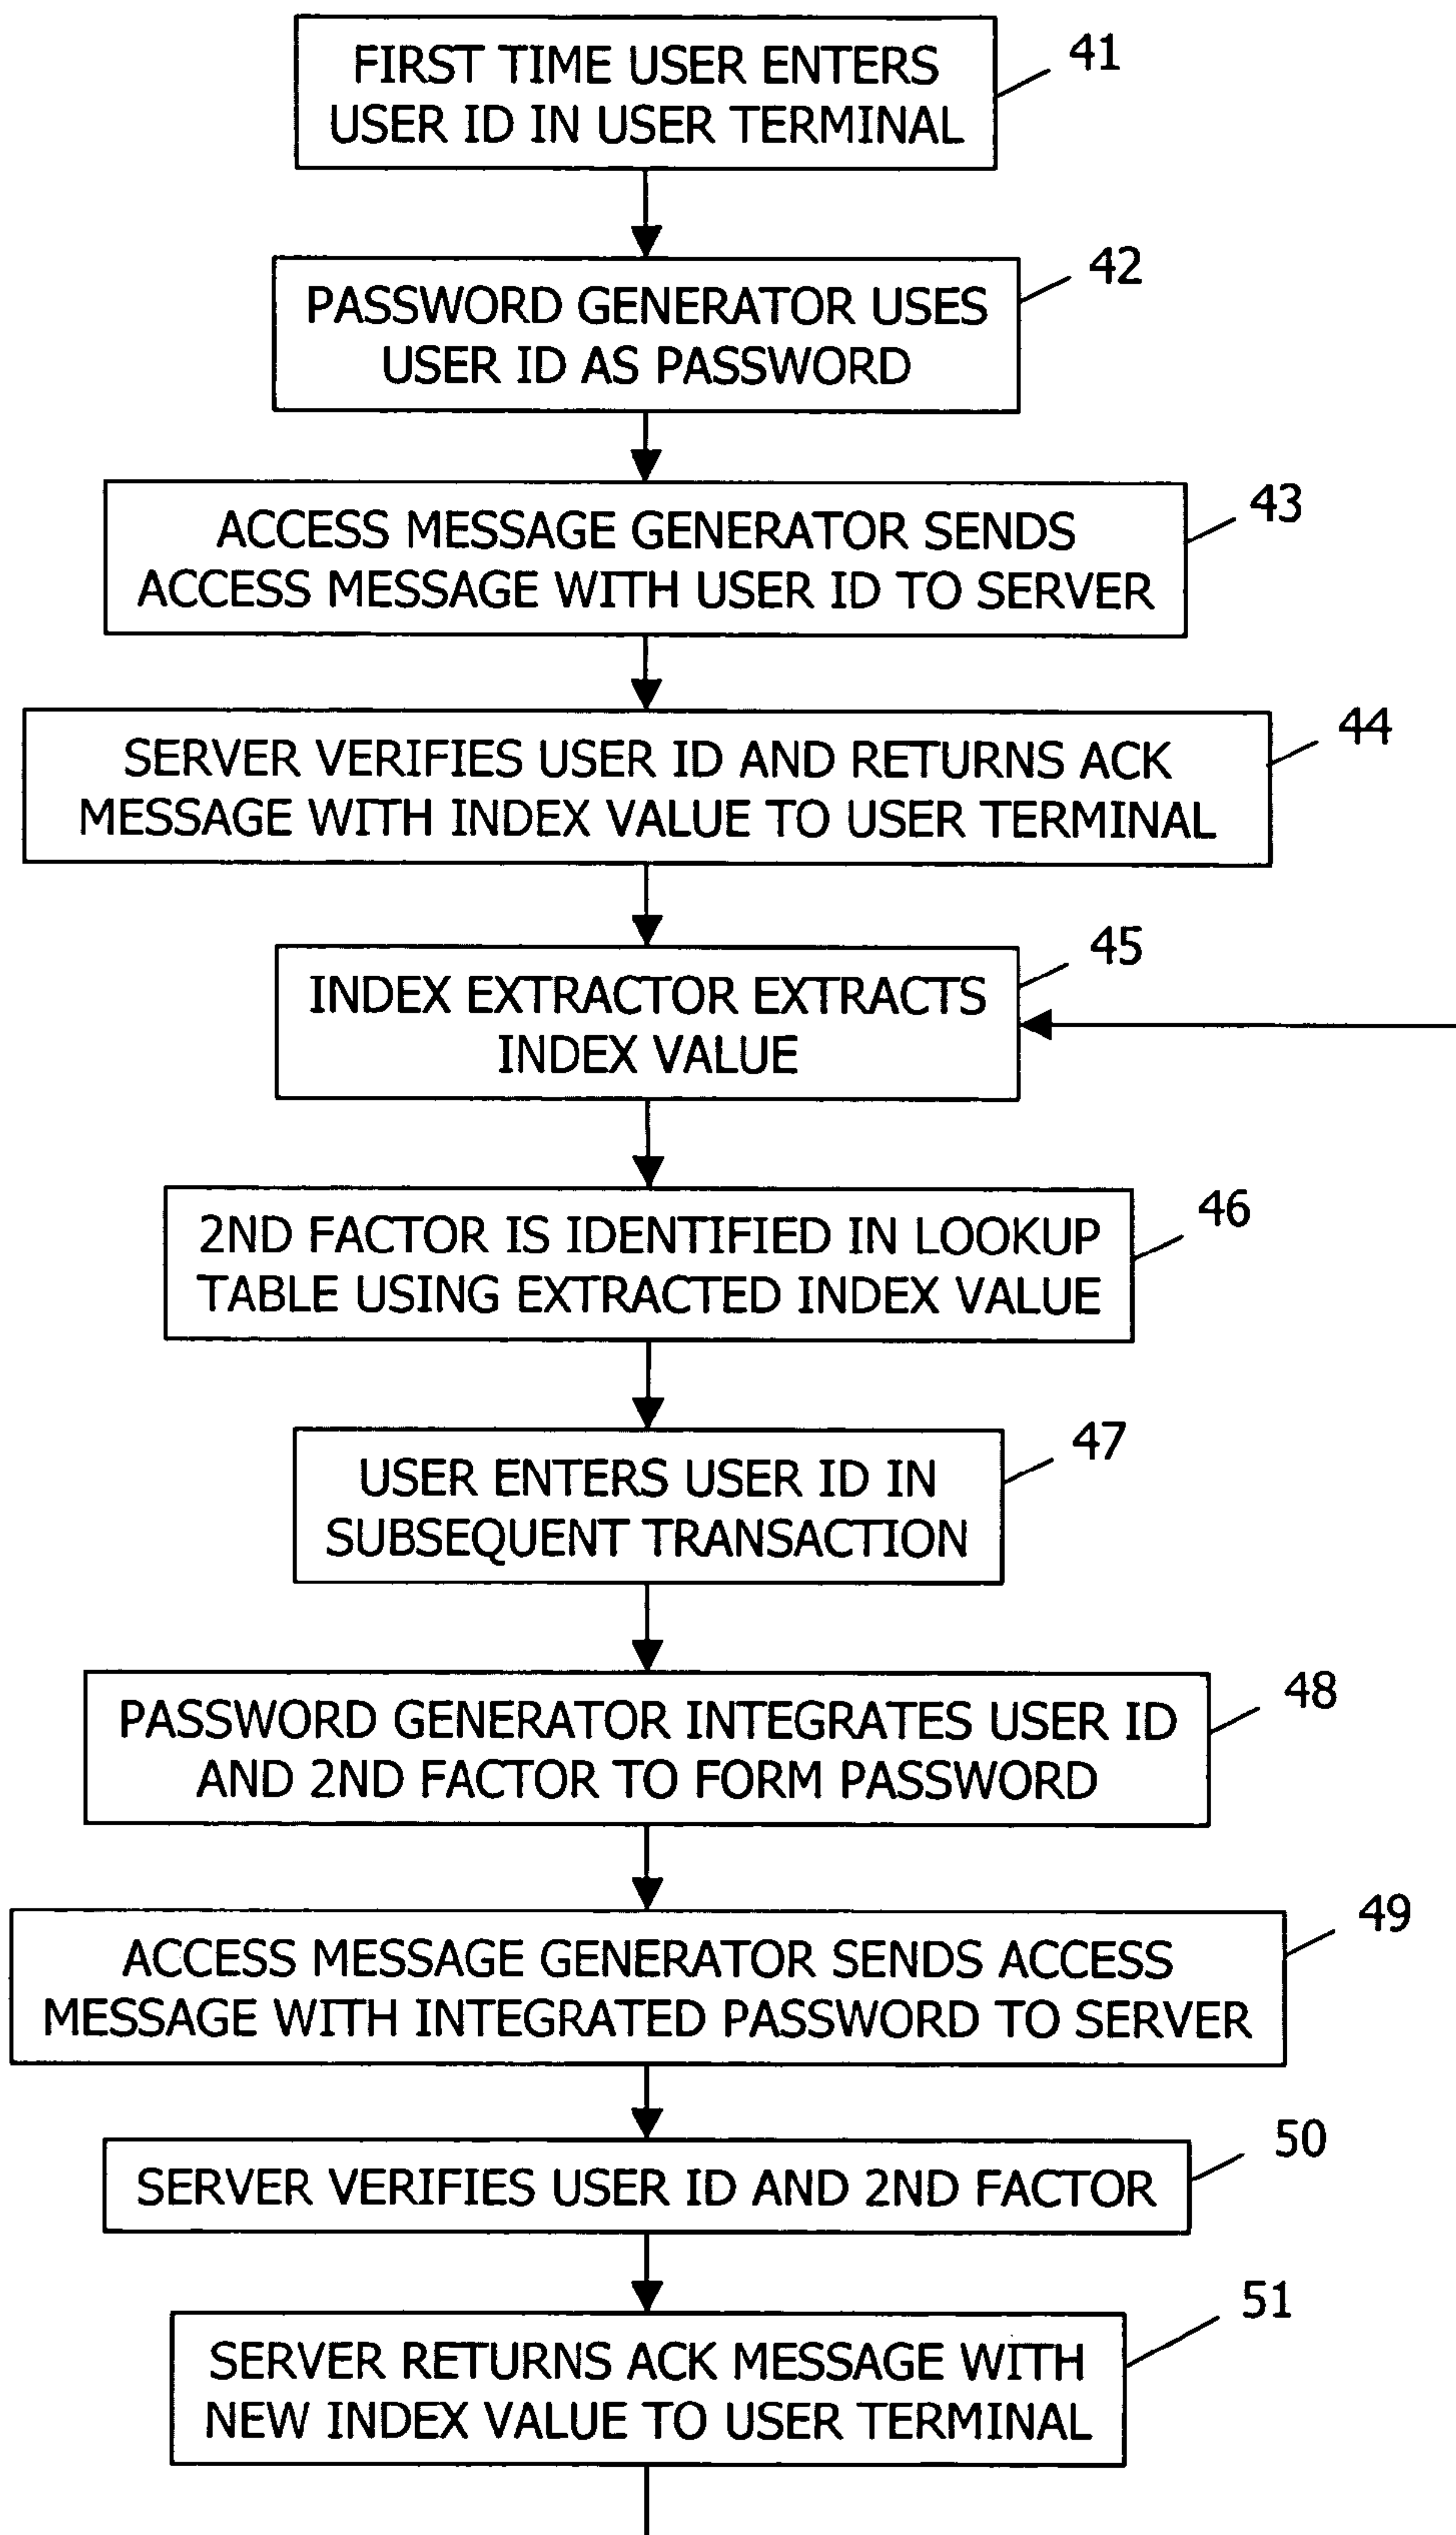 FIRST TIME USER ENTERS
USER ID IN USER TERMINAL
41
PASSWORD GENERATOR USES
USER ID AS PASSWORD
42
ACCESS MESSAGE GENERATOR SENDS
ACCESS MESSAGE WITH USER ID TO SERVER
43
SERVER VERIFIES USER ID AND RETURNS ACK
MESSAGE WITH INDEX VALUE TO USER TERMINAL
44
INDEX EXTRACTOR EXTRACTS
INDEX VALUE
45
2ND FACTOR IS IDENTIFIED IN LOOKUP
TABLE USING EXTRACTED INDEX VALUE
46
USER ENTERS USER ID IN
SUBSEQUENT TRANSACTION
47
PASSWORD GENERATOR INTEGRATES USER ID
AND 2ND FACTOR TO FORM PASSWORD
48
ACCESS MESSAGE GENERATOR SENDS ACCESS
MESSAGE WITH INTEGRATED PASSWORD TO SERVER
49
SERVER VERIFIES USER ID AND 2ND FACTOR
50
SERVER RETURNS ACK MESSAGE WITH
NEW INDEX VALUE TO USER TERMINAL
51